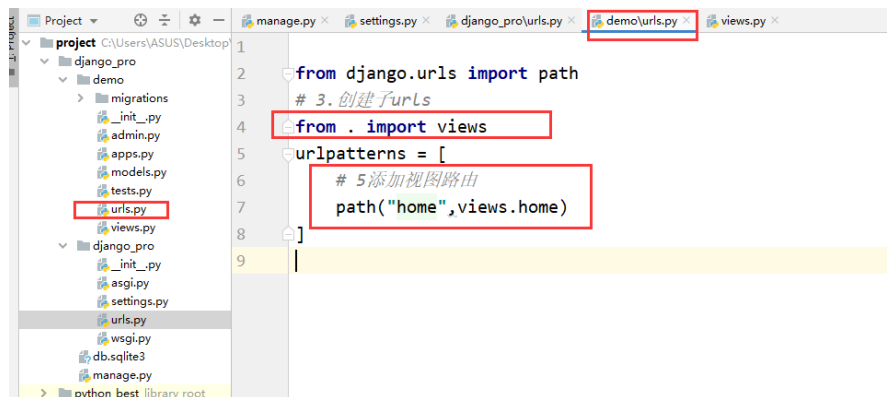 Project
manage.py
settings.py
django_pro\urls.py
demo\urls.py
views.py
1: Project
project C:\Users\ASUS\Desktop\
django_pro
demo
migrations
__init__.py
admin.py
apps.py
models.py
tests.py
urls.py
views.py
django_pro
__init__.py
asgi.py
settings.py
urls.py
wsgi.py
db.sqlite3
manage.py
python_best library root
1
2 from django.urls import path
3 # 3.创建子urls
4 from . import views
5 urlpatterns = [
6 # 5添加视图路由
7 path("home",views.home)
8 ]
9